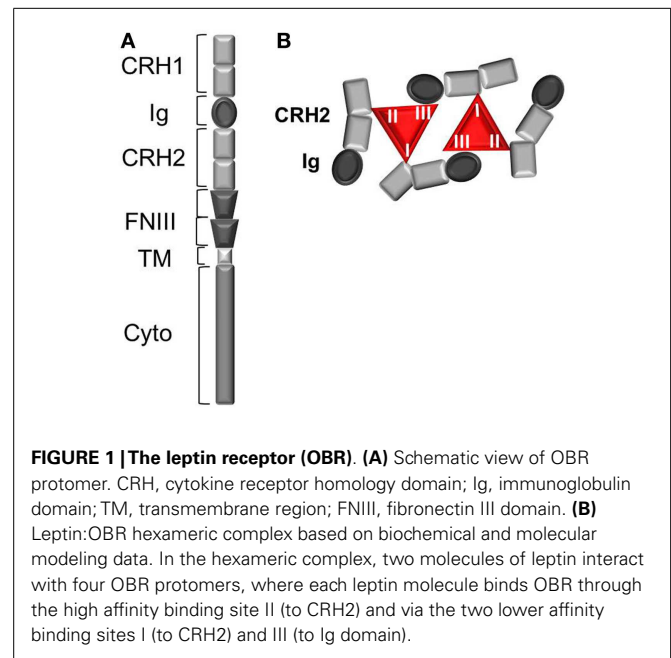 A
CRH1
Ig
CRH2
FNIII
TM
Cyto
B
CRH2
Ig
II
III
I
I
III
II
FIGURE 1 | The leptin receptor (OBR). (A) Schematic view of OBR
protomer. CRH, cytokine receptor homology domain; Ig, immunoglobulin
domain; TM, transmembrane region; FNIII, fibronectin III domain. (B)
Leptin:OBR hexameric complex based on biochemical and molecular
modeling data. In the hexameric complex, two molecules of leptin interact
with four OBR protomers, where each leptin molecule binds OBR through
the high affinity binding site II (to CRH2) and via the two lower affinity
binding sites I (to CRH2) and III (to Ig domain).